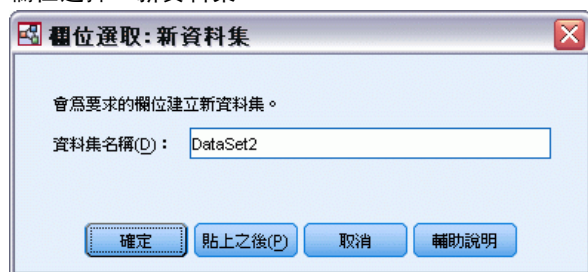 欄位選取:新資料集
會為要求的欄位建立新資料集。
資料集名稱(D)： DataSet2
確定 貼上之後(P) 取消 輔助說明